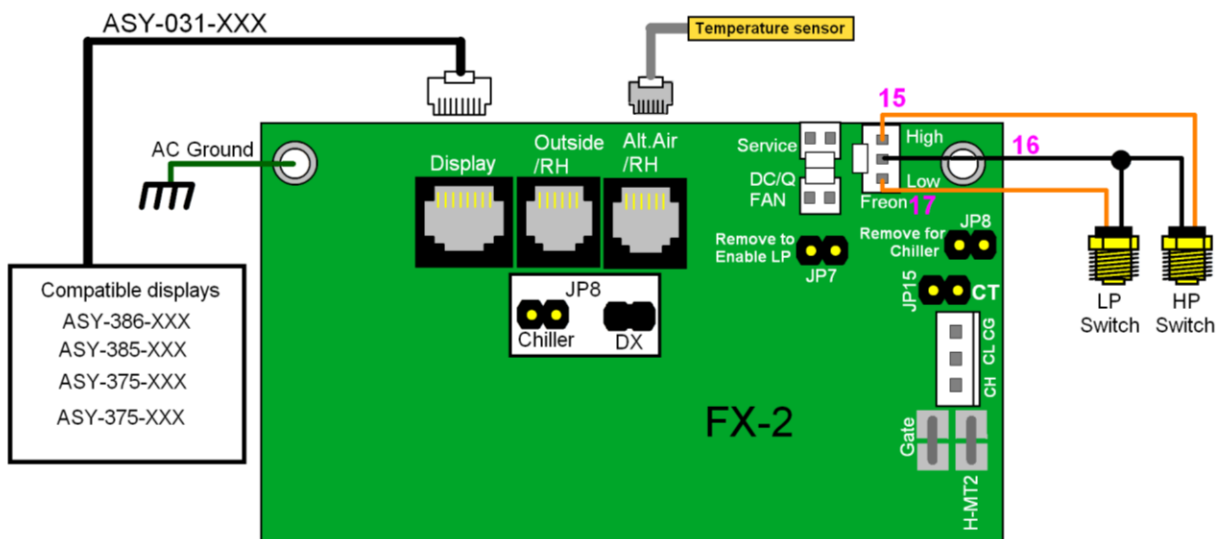 ASY-031-XXX
Temperature sensor
15
AC Ground
Display
Outside
/RH
Alt.Air
/RH
Service
DC/Q
FAN
High
Low
Freon
16
17
Remove to
Enable LP
JP7
Remove for
Chiller
JP8
JP15
CT
LP
Switch
HP
Switch
Compatible displays
ASY-386-XXX
ASY-385-XXX
ASY-375-XXX
ASY-375-XXX
JP8
Chiller
DX
CG
CL
CH
FX-2
Gate
H-MT2